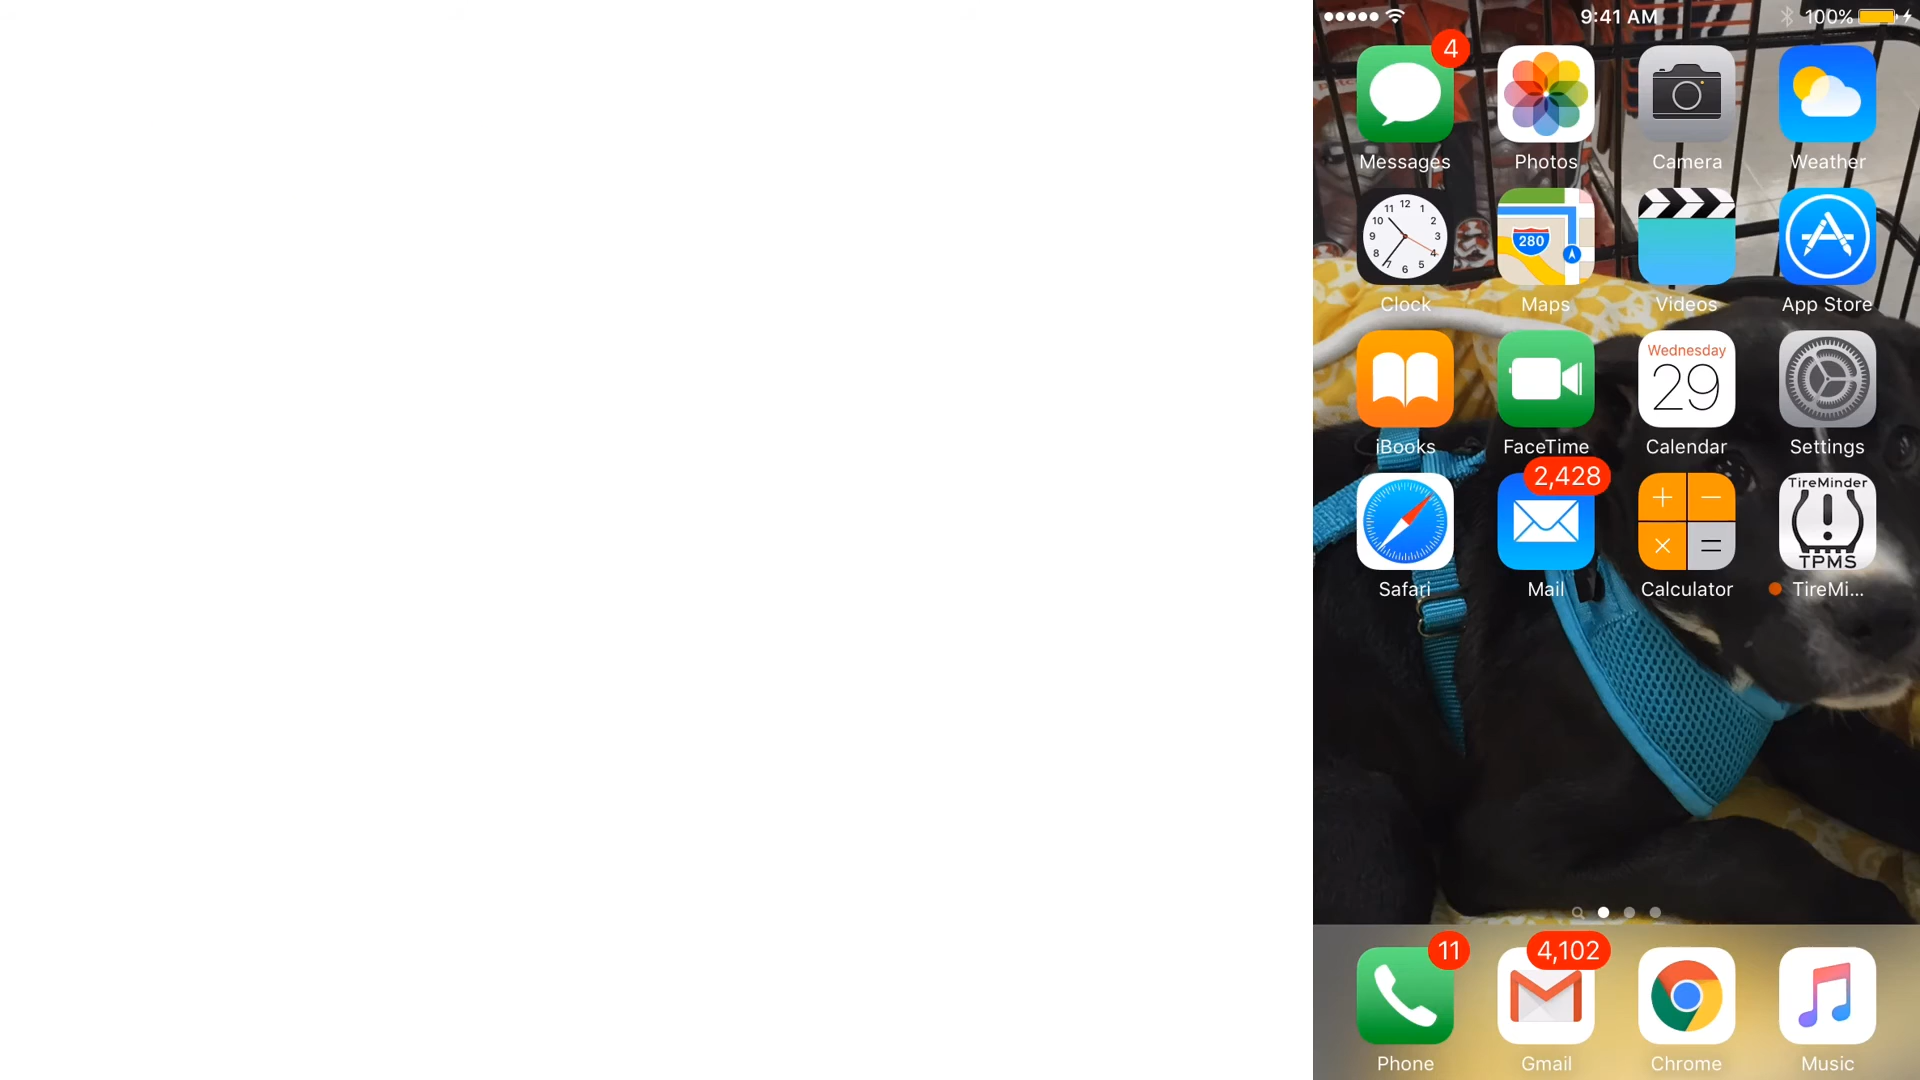 9:41 AM
100%
4
Messages
Photos
Camera
Weather
12
11
1
10
2
9
3
8
4
7
5
6
280
Clock
Maps
Videos
App Store
Wednesday
29
iBooks
FaceTime
Calendar
Settings
2,428
TireMinder
TPMS
Safari
Mail
Calculator
TireMi...
11
4,102
Phone
Gmail
Chrome
Music